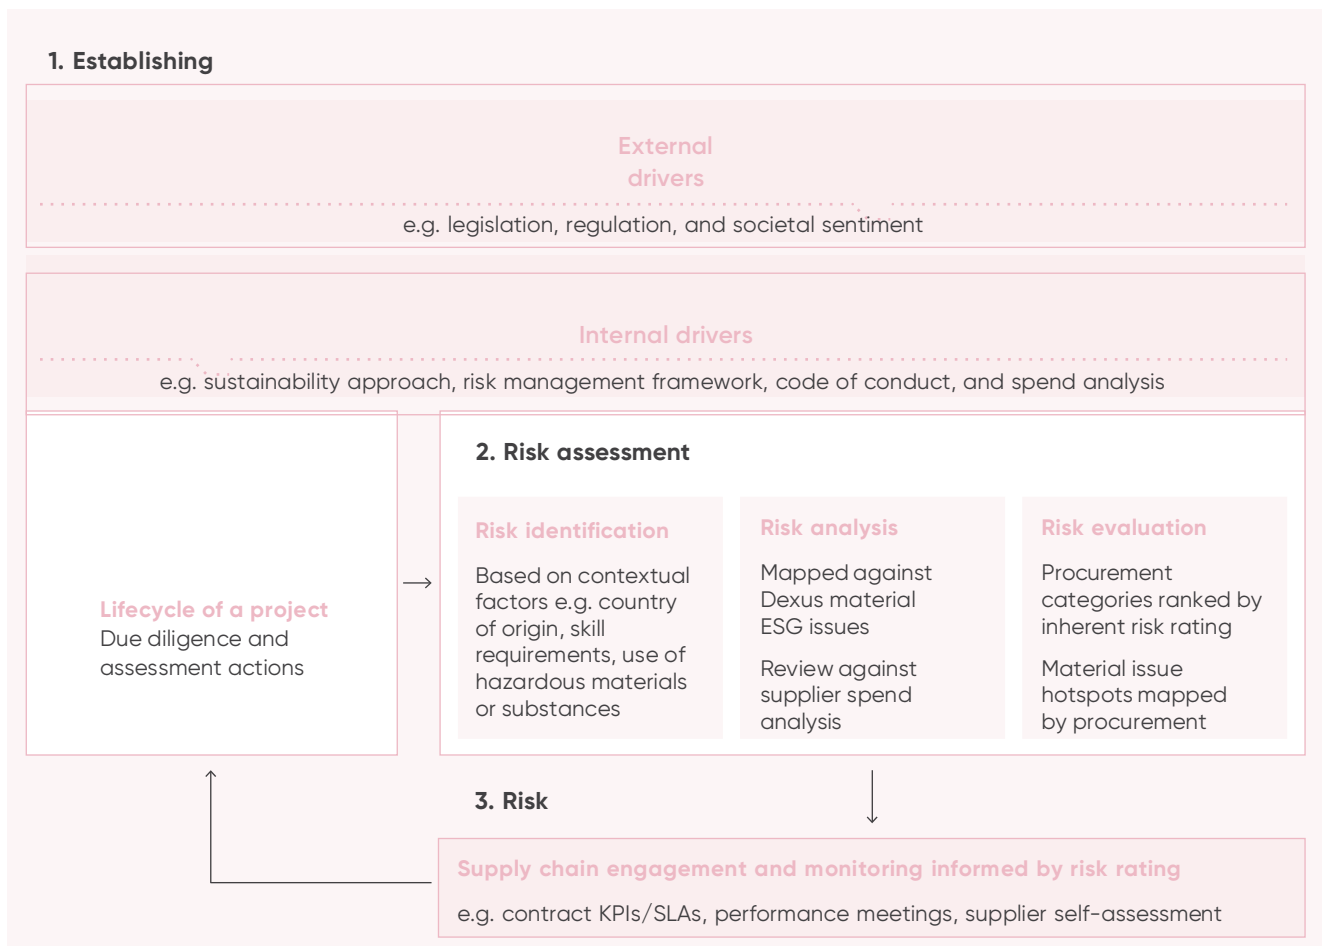 1. Establishing
External
drivers
e.g. legislation, regulation, and societal sentiment
Internal drivers
e.g. sustainability approach, risk management framework, code of conduct, and spend analysis
Lifecycle of a project
Due diligence and
assessment actions
2. Risk assessment
Risk identification
Based on contextual
factors e.g. country
of origin, skill
requirements, use of
hazardous materials
or substances
Risk analysis
Mapped against
Dexus material
ESG issues
Review against
supplier spend
analysis
Risk evaluation
Procurement
categories ranked by
inherent risk rating
Material issue
hotspots mapped
by procurement
3. Risk
Supply chain engagement and monitoring informed by risk rating
e.g. contract KPIs/SLAs, performance meetings, supplier self-assessment